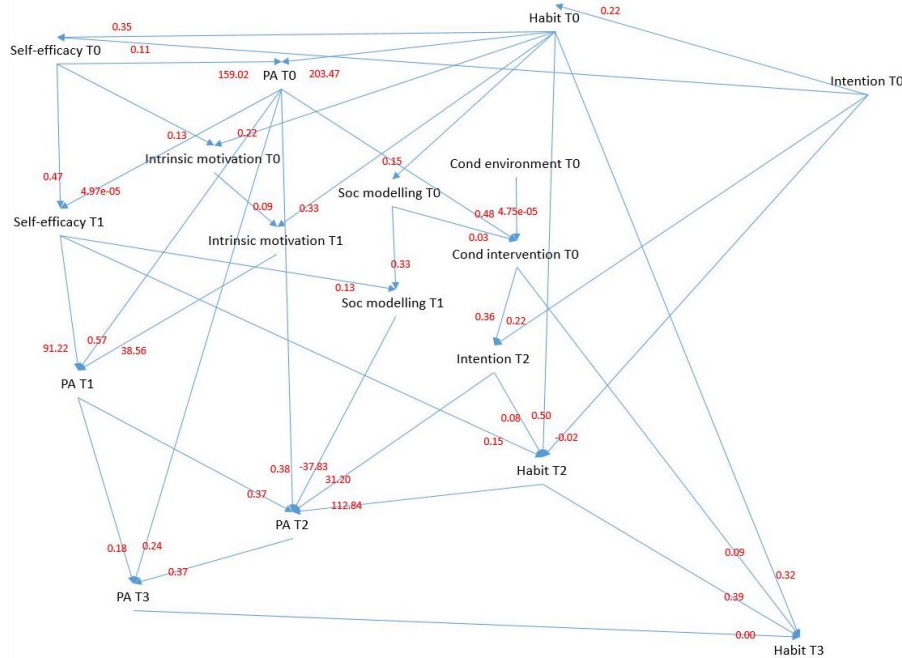 0.22
Habit T0
0.35
Self-efficacy T0
0.11
159.02
PA T0
203.47
Intention T0
0.13
0.22
Intrinsic motivation T0
0.15
Cond environment T0
0.47
4.97e-05
Soc modelling T0
Self-efficacy T1
0.09
0.33
0.48
4.75e-05
Intrinsic motivation T1
0.03
Cond intervention T0
0.33
0.13
Soc modelling T1
0.36
0.22
91.22
0.57
38.56
Intention T2
PA T1
0.08
0.50
0.15
-0.02
Habit T2
0.38
-37.83
31.20
0.37
112.84
PA T2
0.18
0.24
0.09
0.37
0.32
PA T3
0.39
0.00
Habit T3